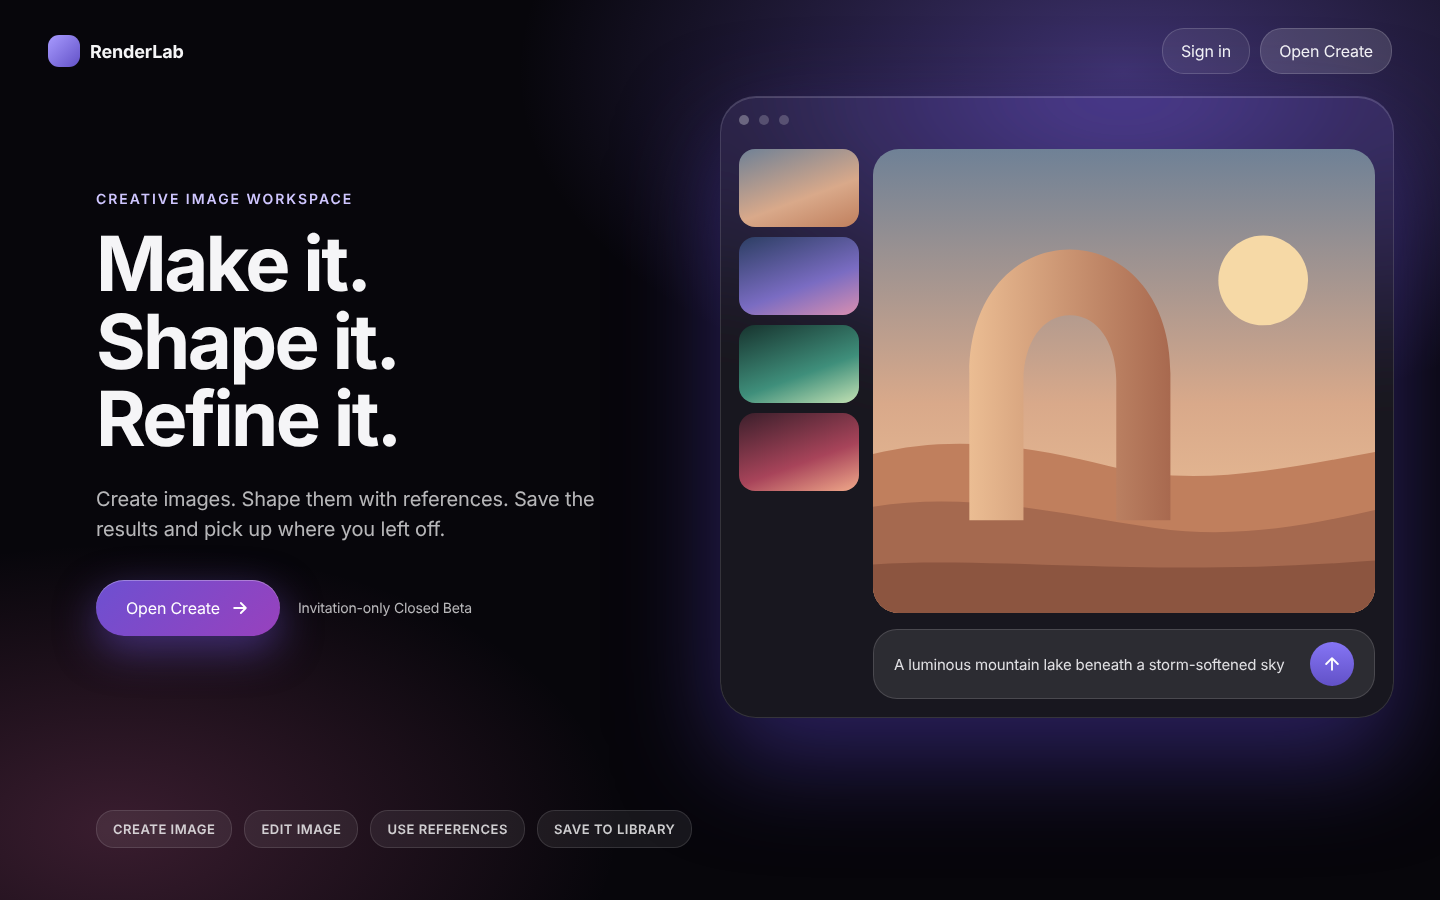 RenderLab
Sign in
Open Create
CREATIVE IMAGE WORKSPACE
Make it.
Shape it.
Refine it.
Create images. Shape them with references. Save the
results and pick up where you left off.
Open Create
Invitation-only Closed Beta
A luminous mountain lake beneath a storm-softened sky
CREATE IMAGE
EDIT IMAGE
USE REFERENCES
SAVE TO LIBRARY